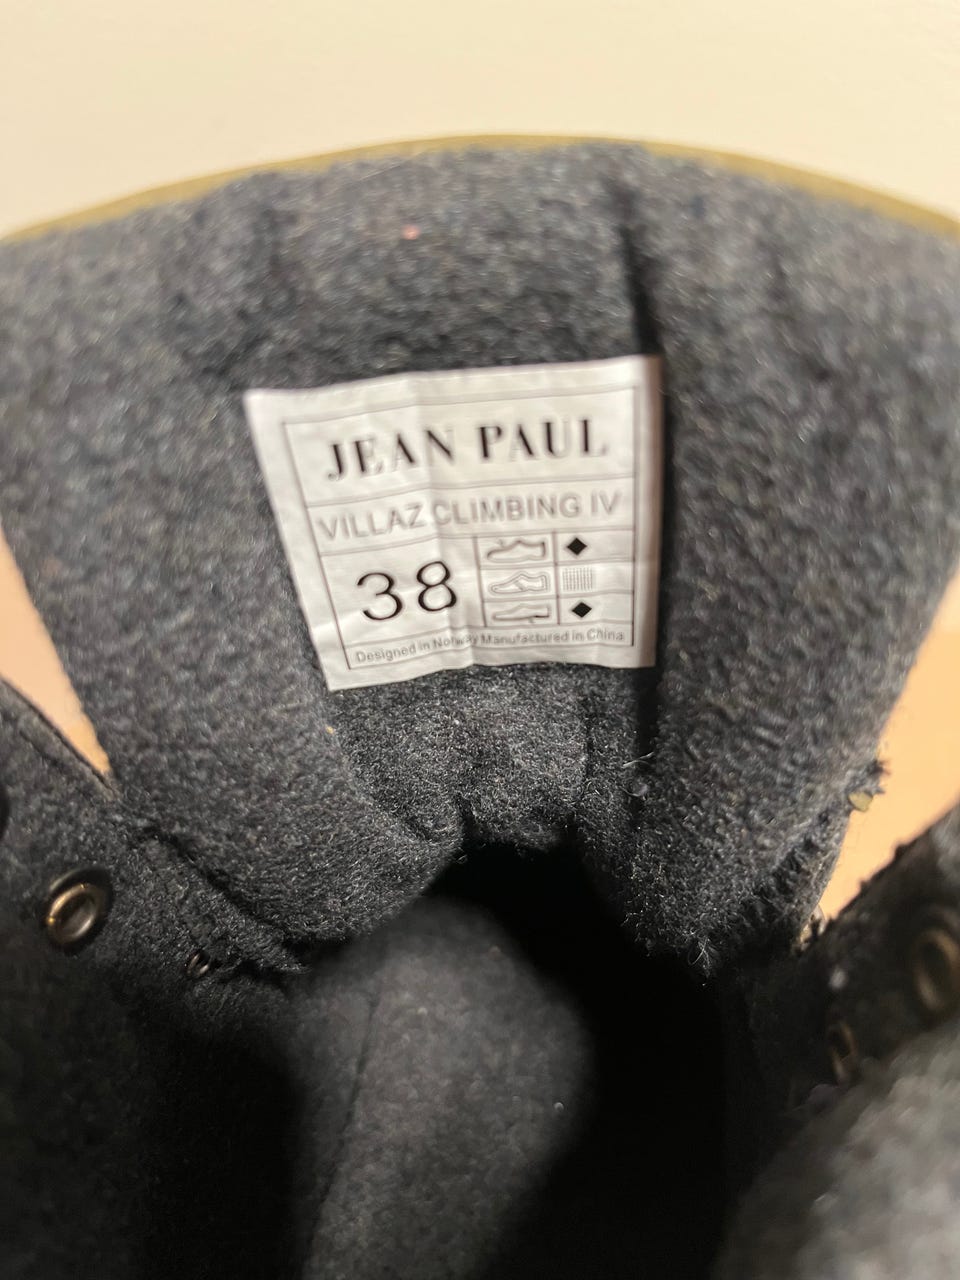 JEAN PAUL
VILLAZ CLIMBING IV
38
Designed in Norway Manufactured in China